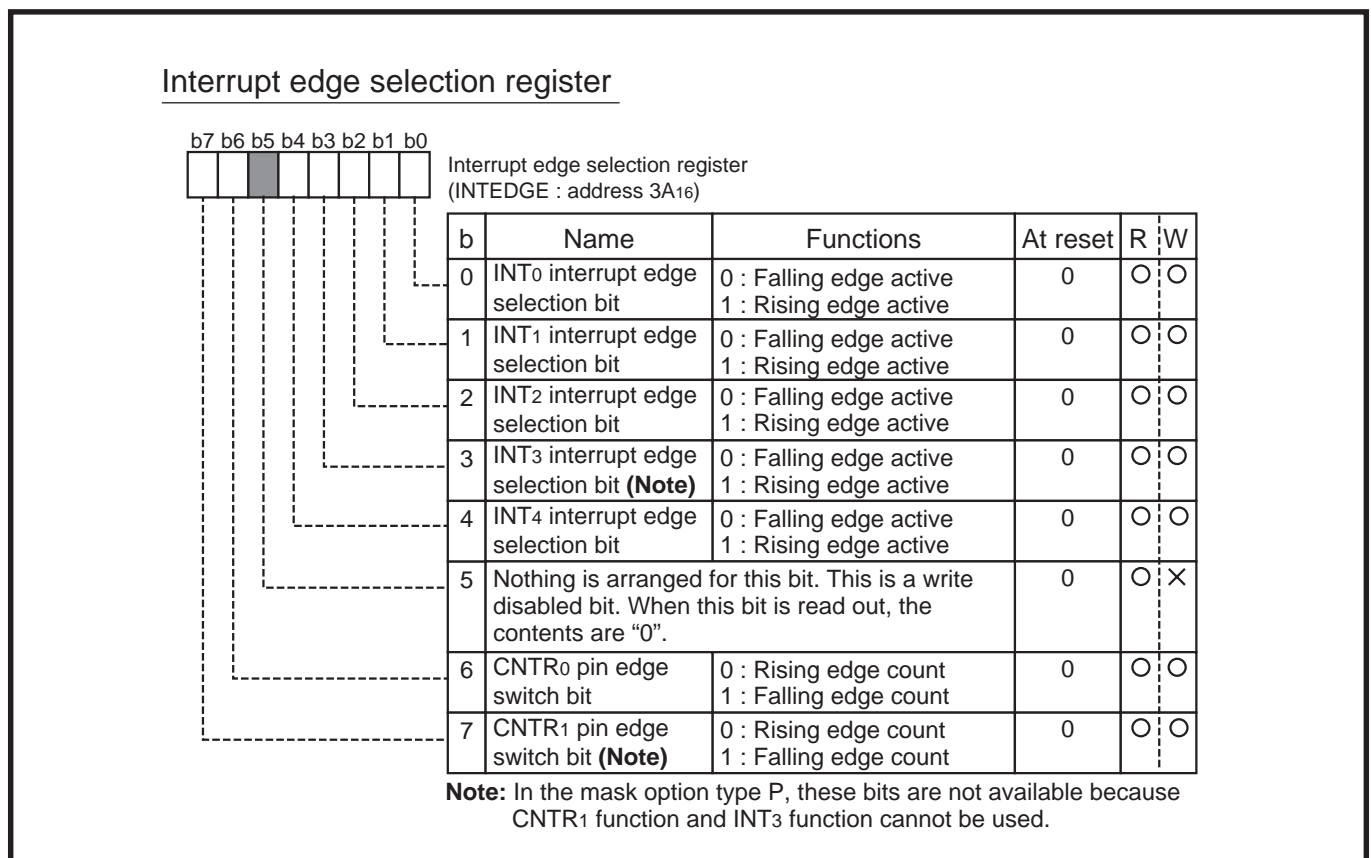 Interrupt edge selection register
b7 b6 b5 b4 b3 b2 b1 b0
Interrupt edge selection register
(INTEDGE : address 3A16)
b Name Functions At reset R W
0 INT0 interrupt edge selection bit 0 : Falling edge active 0 ○ ○
1 : Rising edge active
1 INT1 interrupt edge selection bit 0 : Falling edge active 0 ○ ○
1 : Rising edge active
2 INT2 interrupt edge selection bit 0 : Falling edge active 0 ○ ○
1 : Rising edge active
3 INT3 interrupt edge selection bit (Note) 0 : Falling edge active 0 ○ ○
1 : Rising edge active
4 INT4 interrupt edge selection bit 0 : Falling edge active 0 ○ ○
1 : Rising edge active
5 Nothing is arranged for this bit. This is a write 0 ○ ×
disabled bit. When this bit is read out, the
contents are “0”.
6 CNTR0 pin edge switch bit 0 : Rising edge count 0 ○ ○
1 : Falling edge count
7 CNTR1 pin edge switch bit (Note) 0 : Rising edge count 0 ○ ○
1 : Falling edge count
Note: In the mask option type P, these bits are not available because
CNTR1 function and INT3 function cannot be used.